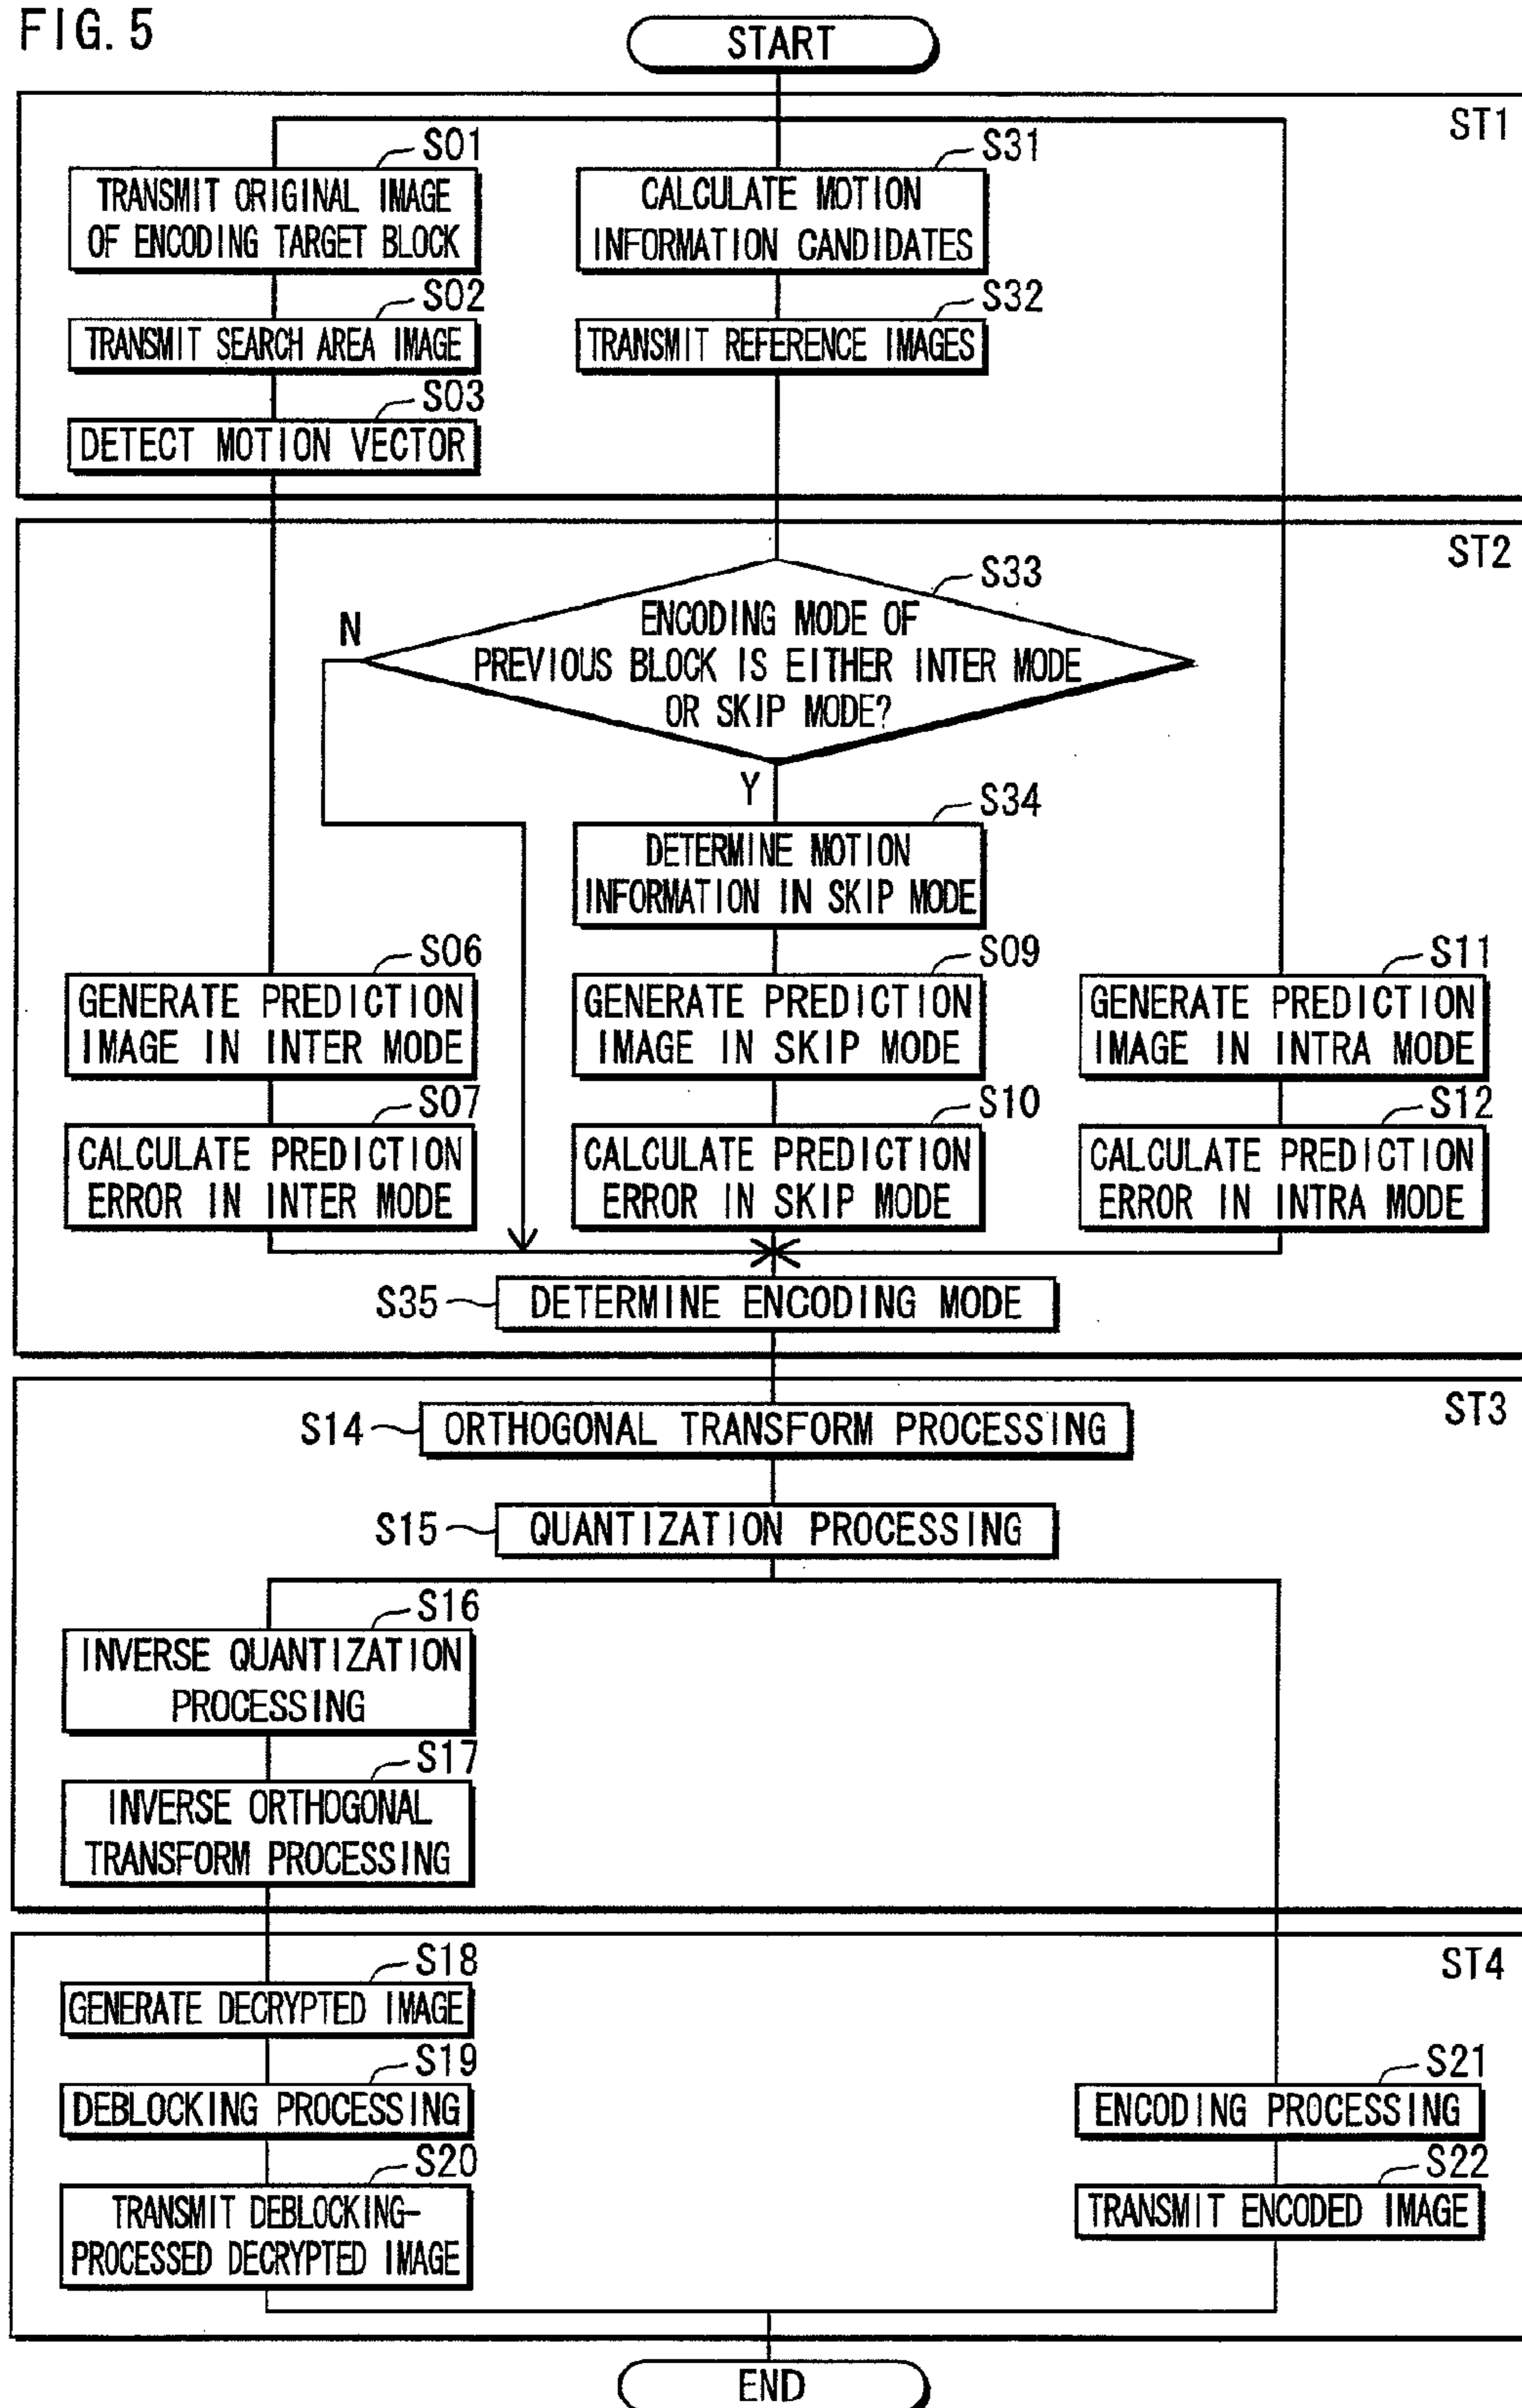 FIG. 5
START
ST1
S01
TRANSMIT ORIGINAL IMAGE
OF ENCODING TARGET BLOCK
S02
TRANSMIT SEARCH AREA IMAGE
S03
DETECT MOTION VECTOR
S31
CALCULATE MOTION
INFORMATION CANDIDATES
S32
TRANSMIT REFERENCE IMAGES
ST2
S33
ENCODING MODE OF
PREVIOUS BLOCK IS EITHER INTER MODE
OR SKIP MODE?
N
Y
S34
DETERMINE MOTION
INFORMATION IN SKIP MODE
S06
GENERATE PREDICTION
IMAGE IN INTER MODE
S07
CALCULATE PREDICTION
ERROR IN INTER MODE
S09
GENERATE PREDICTION
IMAGE IN SKIP MODE
S10
CALCULATE PREDICTION
ERROR IN SKIP MODE
S11
GENERATE PREDICTION
IMAGE IN INTRA MODE
S12
CALCULATE PREDICTION
ERROR IN INTRA MODE
S35
DETERMINE ENCODING MODE
ST3
S14
ORTHOGONAL TRANSFORM PROCESSING
S15
QUANTIZATION PROCESSING
S16
INVERSE QUANTIZATION
PROCESSING
S17
INVERSE ORTHOGONAL
TRANSFORM PROCESSING
ST4
S18
GENERATE DECRYPTED IMAGE
S19
DEBLOCKING PROCESSING
S20
TRANSMIT DEBLOCKING-
PROCESSED DECRYPTED IMAGE
S21
ENCODING PROCESSING
S22
TRANSMIT ENCODED IMAGE
END